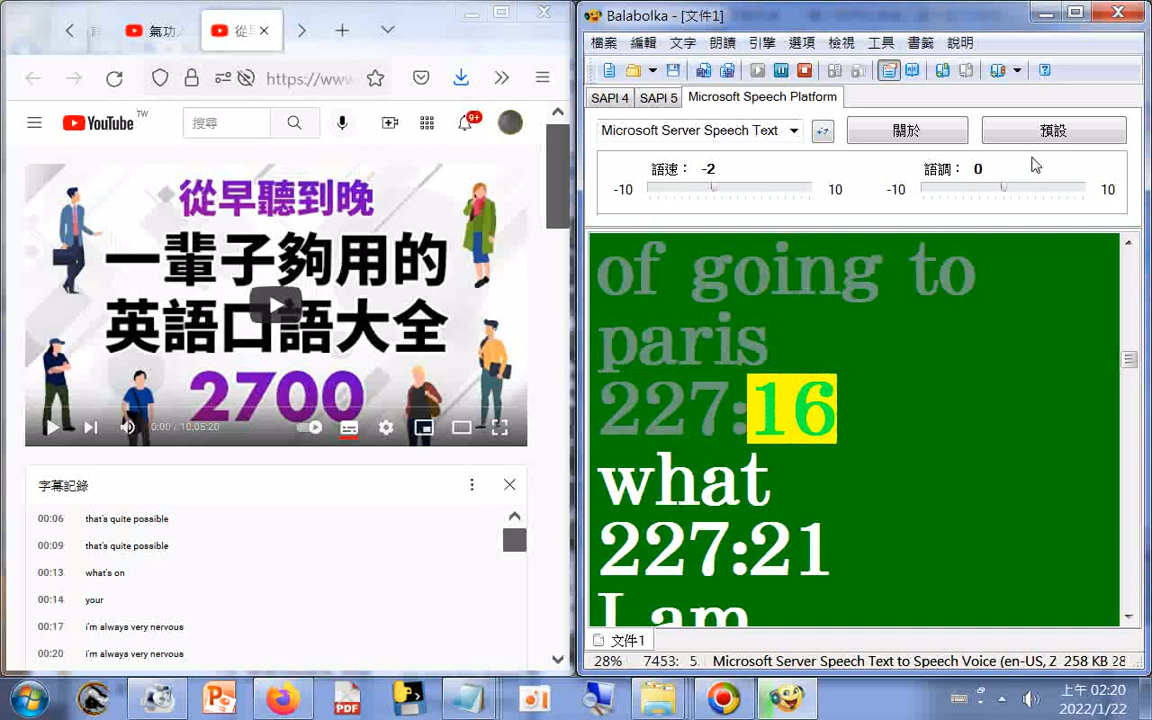 氣功
從
https://www
YouTube TW
搜尋
9+
從早聽到晚
一輩子夠用的
英語口語大全
2700
0:00 / 10:05:20
字幕記錄
00:06 that's quite possible
00:09 that's quite possible
00:13 what's on
00:14 your
00:17 i'm always very nervous
00:20 i'm always very nervous
Balabolka - [文件1]
檔案 編輯 文字 朗讀 引擎 選項 檢視 工具 書籤 說明
SAPI 4 SAPI 5 Microsoft Speech Platform
Microsoft Server Speech Text 關於 預設
語速： -2 語調： 0
-10 10 -10 10
of going to
paris
227:16
what
227:21
I am
文件1
28% 7453: 5. Microsoft Server Speech Text to Speech Voice (en-US, Z 258 KB 28
PDF
上午 02:20
2022/1/22